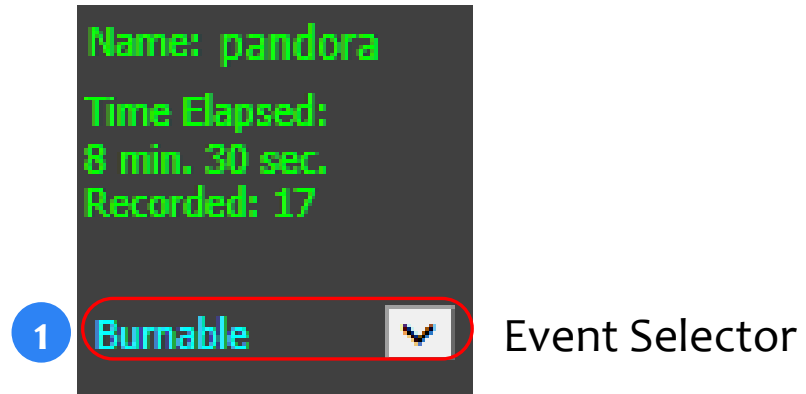 Name: pandora
Time Elapsed:
8 min. 30 sec.
Recorded: 17
1 Burnable Event Selector